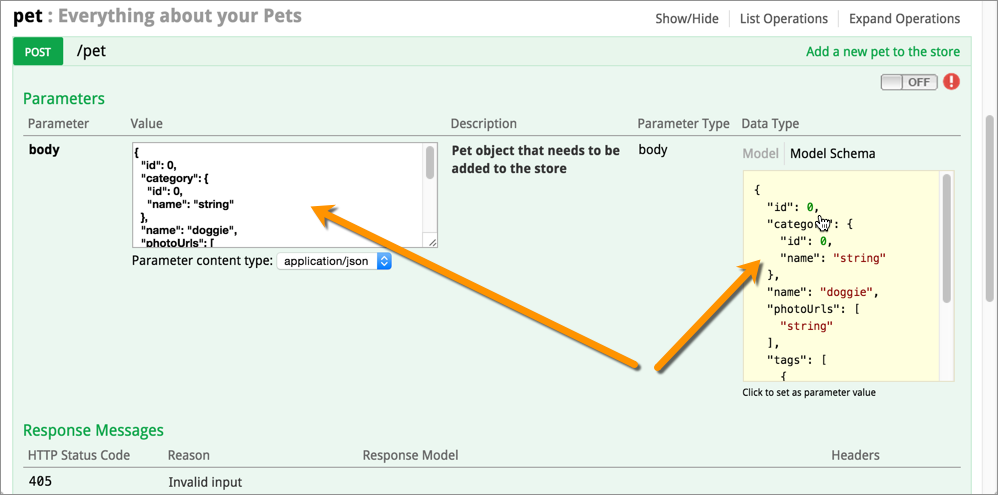 pet : Everything about your Pets
Show/Hide List Operations Expand Operations
POST /pet Add a new pet to the store
OFF !
Parameters
Parameter Value Description Parameter Type Data Type
body
{
"id": 0,
"category": {
"id": 0,
"name": "string"
},
"name": "doggie",
"photoUrls": [
Parameter content type: application/json
Pet object that needs to be
added to the store
body
Model Model Schema
{
"id": 0,
"category": {
"id": 0,
"name": "string"
},
"name": "doggie",
"photoUrls": [
"string"
],
"tags": [
{
Click to set as parameter value
Response Messages
HTTP Status Code Reason Response Model Headers
405 Invalid input